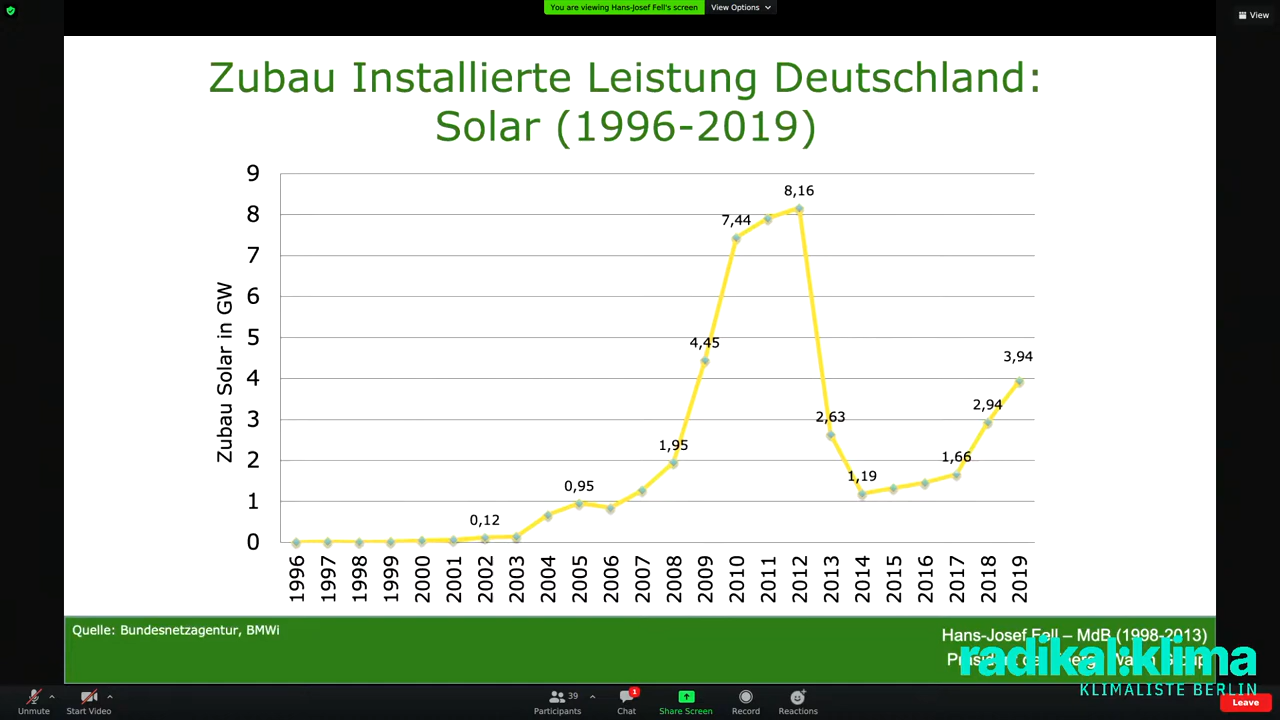 You are viewing Hans-Josef Fell's screen
View Options
View
Zubau Installierte Leistung Deutschland:
Solar (1996-2019)
Zubau Solar in GW
9
8
7
6
5
4
3
2
1
0
0,12
0,95
1,95
4,45
7,44
8,16
2,63
1,19
1,66
2,94
3,94
1996
1997
1998
1999
2000
2001
2002
2003
2004
2005
2006
2007
2008
2009
2010
2011
2012
2013
2014
2015
2016
2017
2018
2019
Quelle: Bundesnetzagentur, BMWi
Hans-Josef Fell – MdB (1998-2013)
radikal:klima
KLIMALISTE BERLIN
Unmute
Start Video
39
Participants
1
Chat
Share Screen
Record
Reactions
Leave